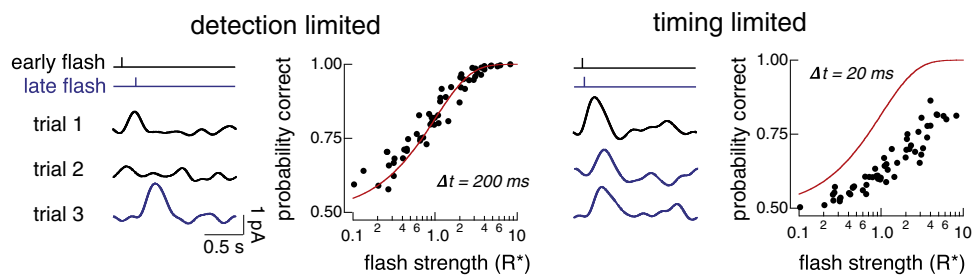 detection limited
timing limited
early flash
late flash
trial 1
trial 2
trial 3
1 pA
0.5 s
probability correct
1.00
0.75
0.50
Δt = 200 ms
0.1 2 4 6 1.0 2 4 6 10
flash strength (R*)
probability correct
1.00
0.75
0.50
Δt = 20 ms
0.1 2 4 6 1.0 2 4 6 10
flash strength (R*)